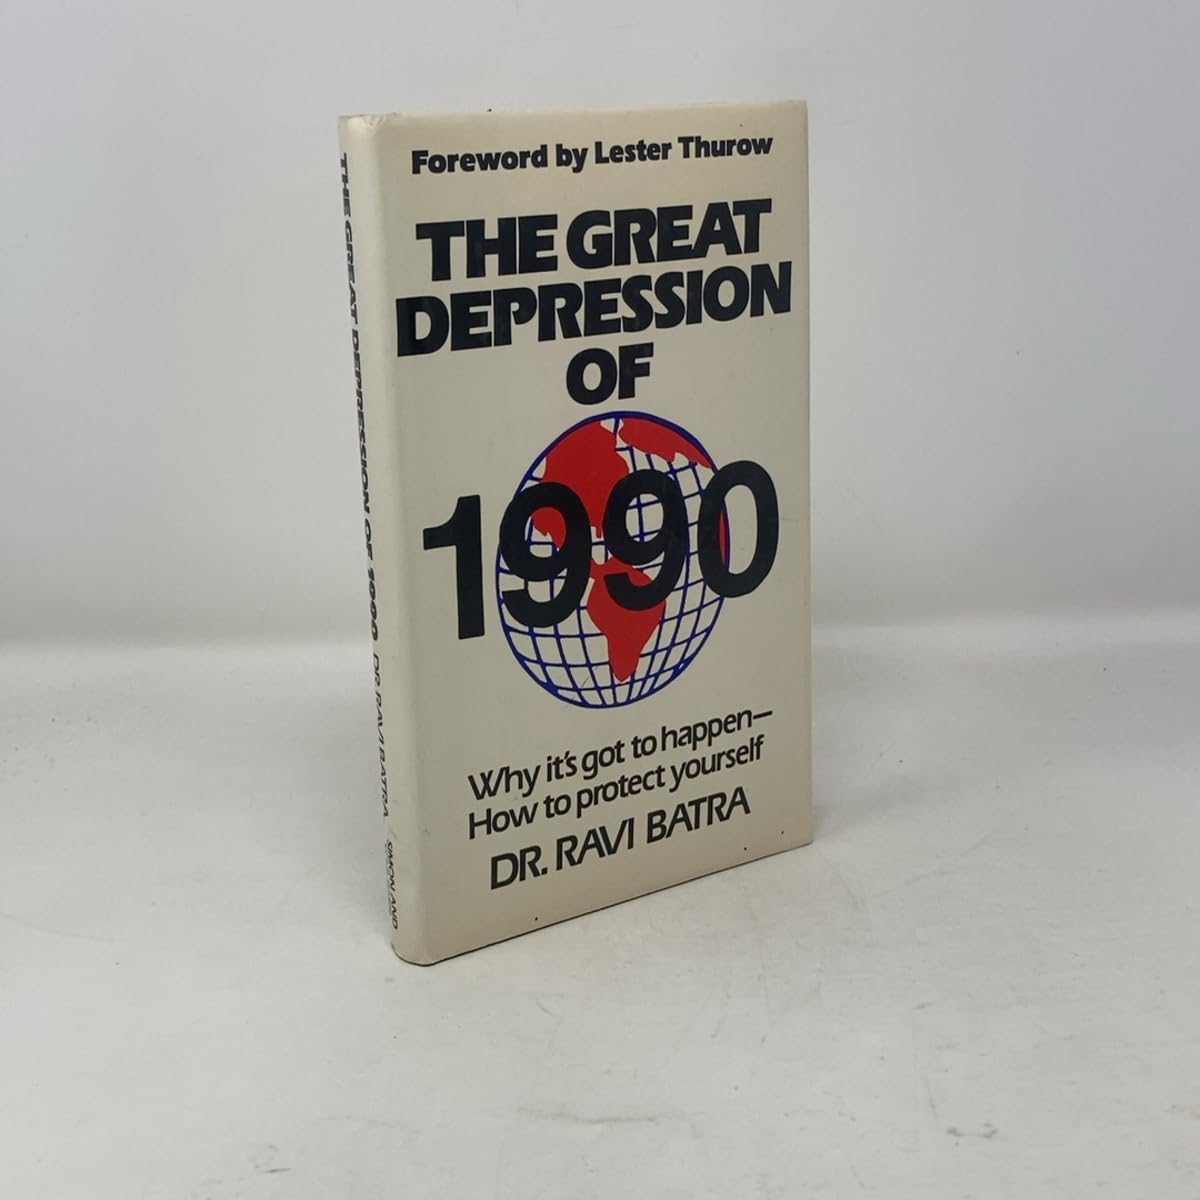 Foreword by Lester Thurow
THE GREAT
DEPRESSION
OF
1990
Why it's got to happen—
How to protect yourself
DR. RAVI BATRA
THE GREAT DEPRESSION OF 1990 DR. RAVI BATRA SIMON AND